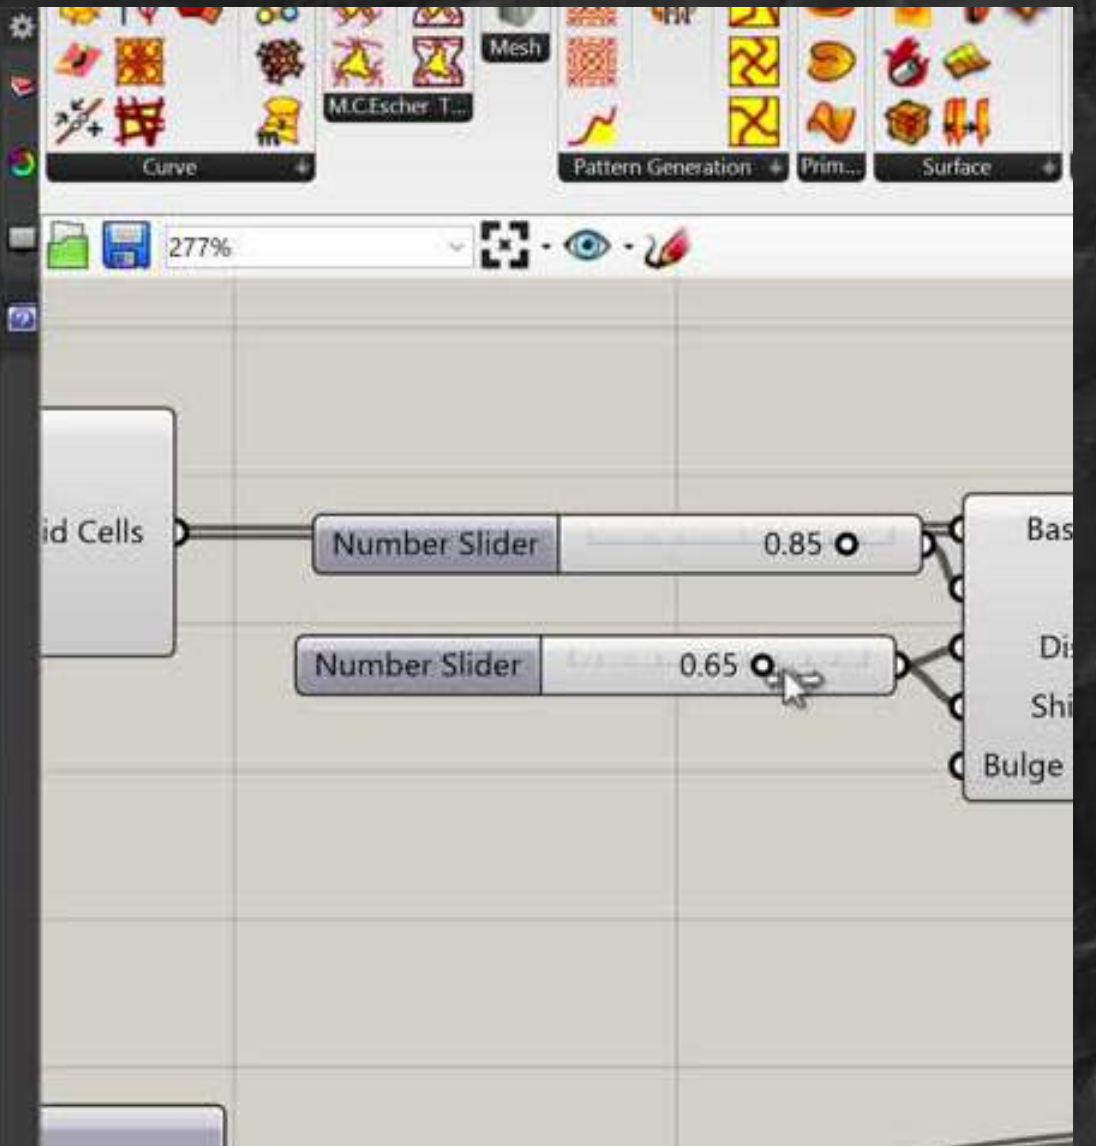 Mesh
M.C.Escher T...
Curve
Pattern Generation
Prim...
Surface
277%
id Cells
Number Slider 0.85
Bas
Number Slider 0.65
Di
Shi
Bulge